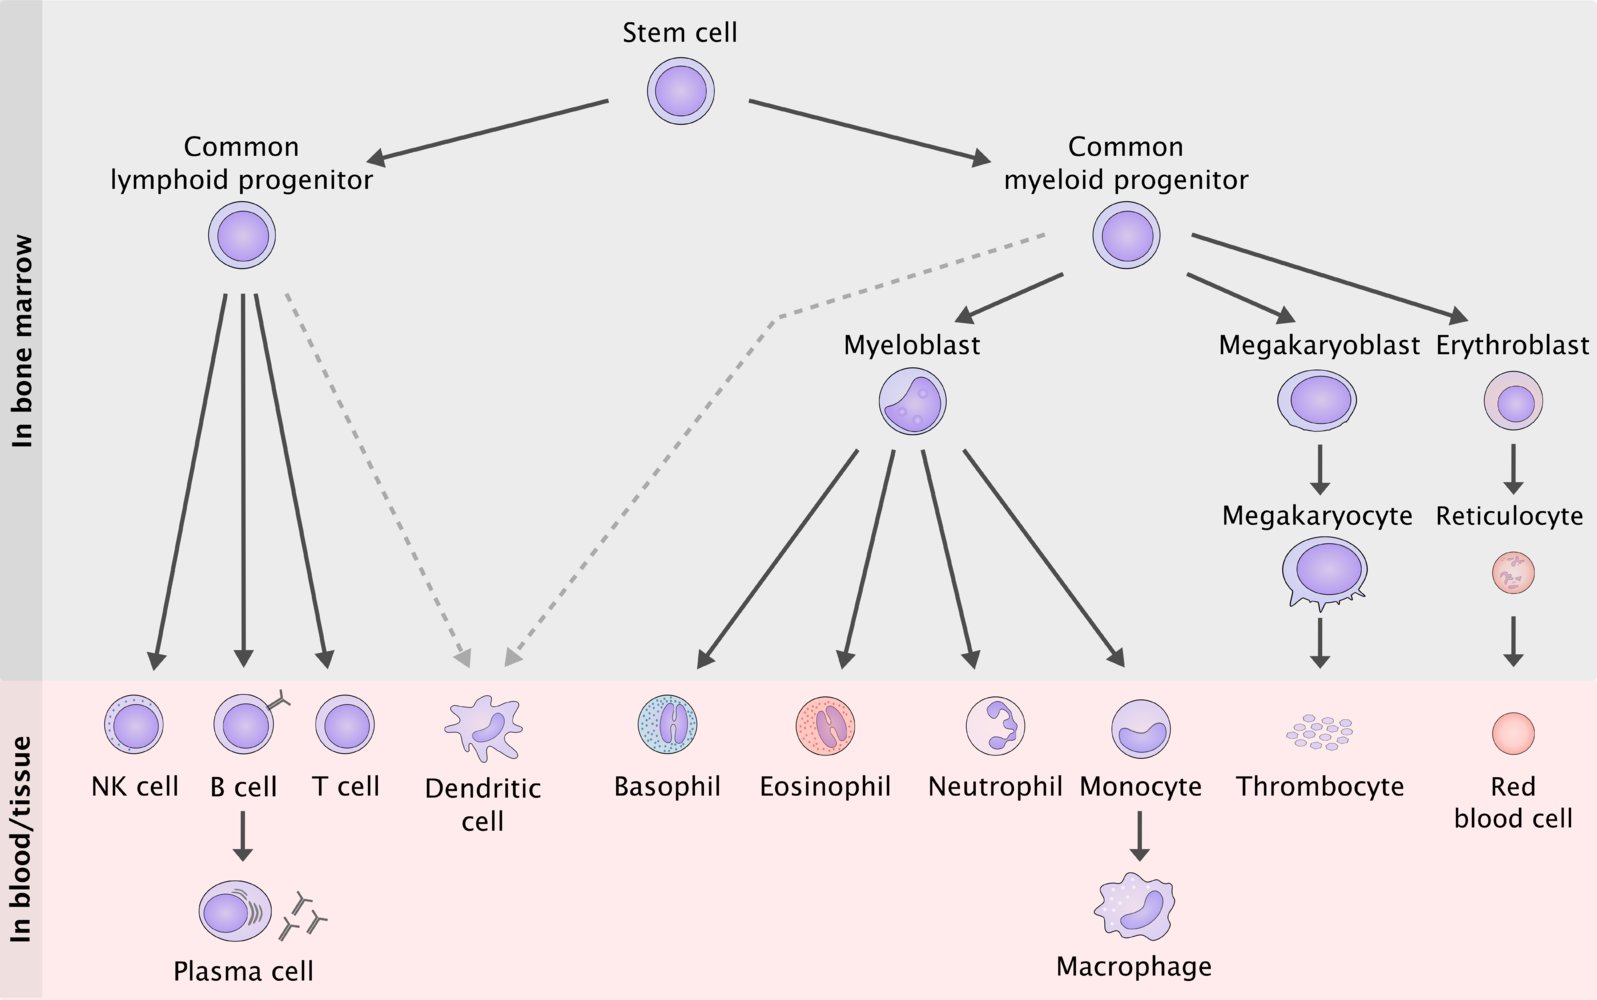 Stem cell
Common
lymphoid progenitor
Common
myeloid progenitor
In bone marrow
Myeloblast
Megakaryoblast
Erythroblast
Megakaryocyte
Reticulocyte
In blood/tissue
NK cell
B cell
T cell
Dendritic
cell
Basophil
Eosinophil
Neutrophil
Monocyte
Thrombocyte
Red
blood cell
Plasma cell
Macrophage